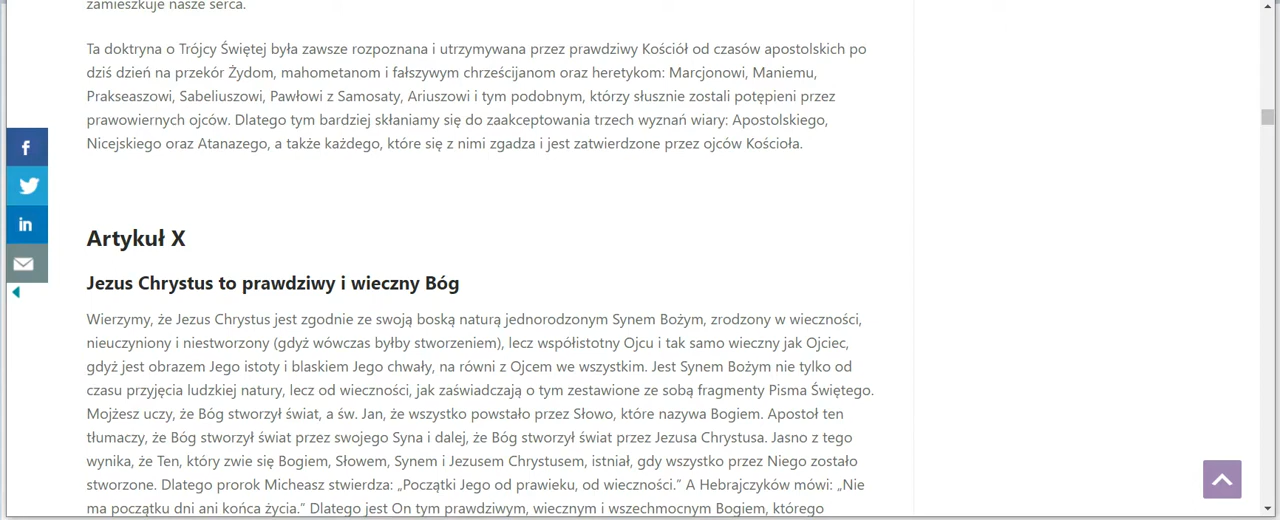 zamieszkuje nasze serca.
Ta doktryna o Trójcy Świętej była zawsze rozpoznana i utrzymywana przez prawdziwy Kościół od czasów apostolskich po
dziś dzień na przekór Żydom, mahometanom i fałszywym chrześcijanom oraz heretykom: Marcjonowi, Maniemu,
Prakseaszowi, Sabeliuszowi, Pawłowi z Samosaty, Ariuszowi i tym podobnym, którzy słusznie zostali potępieni przez
prawowiernych ojców. Dlatego tym bardziej skłaniamy się do zaakceptowania trzech wyznań wiary: Apostolskiego,
Nicejskiego oraz Atanazego, a także każdego, które się z nimi zgadza i jest zatwierdzone przez ojców Kościoła.
Artykuł X
Jezus Chrystus to prawdziwy i wieczny Bóg
Wierzymy, że Jezus Chrystus jest zgodnie ze swoją boską naturą jednorodzonym Synem Bożym, zrodzony w wieczności,
nieuczyniony i niestworzony (gdyż wówczas byłby stworzeniem), lecz współistotny Ojcu i tak samo wieczny jak Ojciec,
gdyż jest obrazem Jego istoty i blaskiem Jego chwały, na równi z Ojcem we wszystkim. Jest Synem Bożym nie tylko od
czasu przyjęcia ludzkiej natury, lecz od wieczności, jak zaświadczają o tym zestawione ze sobą fragmenty Pisma Świętego.
Mojżesz uczy, że Bóg stworzył świat, a św. Jan, że wszystko powstało przez Słowo, które nazywa Bogiem. Apostoł ten
tłumaczy, że Bóg stworzył świat przez swojego Syna i dalej, że Bóg stworzył świat przez Jezusa Chrystusa. Jasno z tego
wynika, że Ten, który zwie się Bogiem, Słowem, Synem i Jezusem Chrystusem, istniał, gdy wszystko przez Niego zostało
stworzone. Dlatego prorok Micheasz stwierdza: „Początki Jego od prawieku, od wieczności.” A Hebrajczyków mówi: „Nie
ma początku dni ani końca życia.” Dlatego jest On tym prawdziwym, wiecznym i wszechmocnym Bogiem, którego